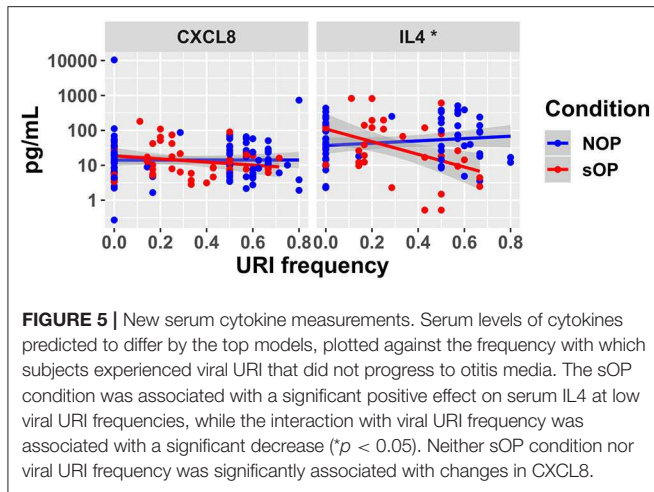 CXCL8
IL4 *
10000
1000
100
10
1
pg/mL
0.0 0.2 0.4 0.6 0.8 0.0 0.2 0.4 0.6 0.8
URI frequency
Condition
NOP
sOP
FIGURE 5 | New serum cytokine measurements. Serum levels of cytokines
predicted to differ by the top models, plotted against the frequency with which
subjects experienced viral URI that did not progress to otitis media. The sOP
condition was associated with a significant positive effect on serum IL4 at low
viral URI frequencies, while the interaction with viral URI frequency was
associated with a significant decrease (*p < 0.05). Neither sOP condition nor
viral URI frequency was significantly associated with changes in CXCL8.